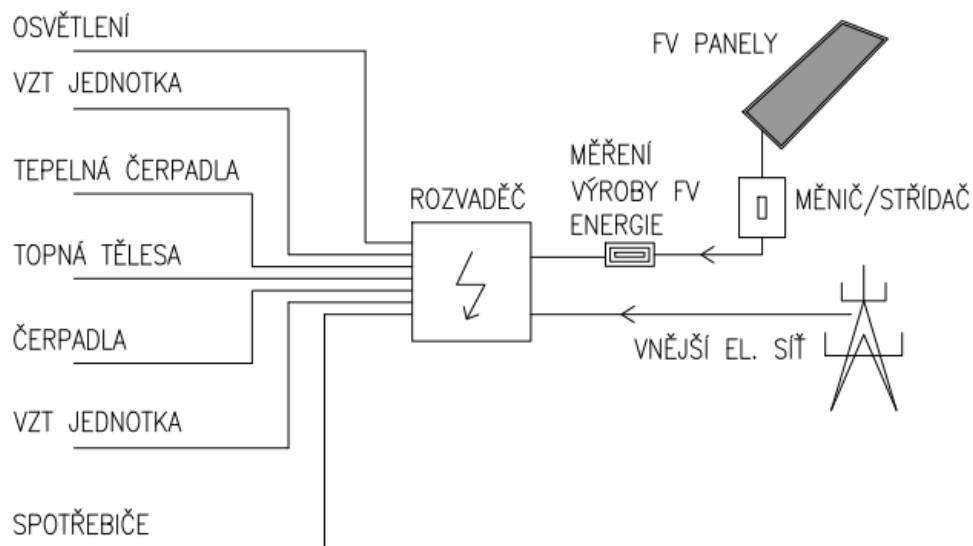 OSVĚTLENÍ
VZT JEDNOTKA
TEPELNÁ ČERPADLA
TOPNÁ TĚLESA
ČERPADLA
VZT JEDNOTKA
SPOTŘEBIČE
ROZVADĚČ
MĚŘENÍ
VÝROBY FV
ENERGIE
FV PANELY
MĚNIČ/STŘÍDAČ
VNĚJŠÍ EL. SÍŤ